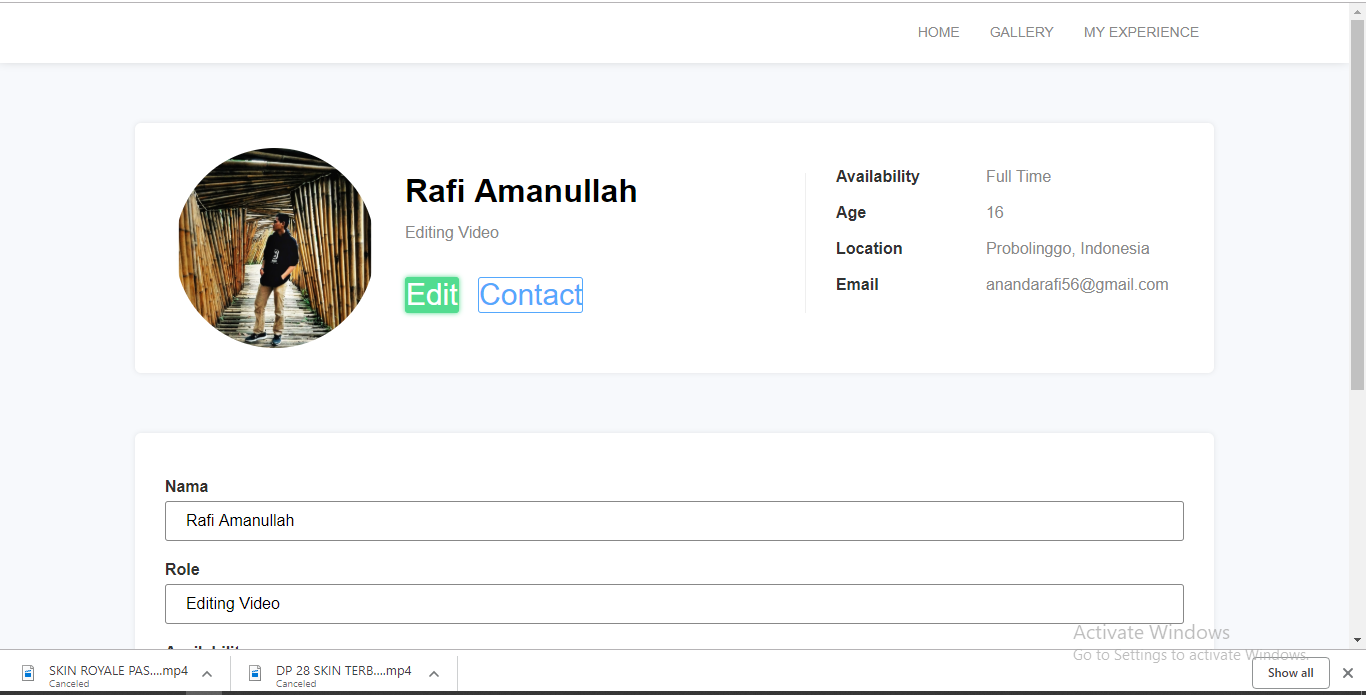 HOME GALLERY MY EXPERIENCE
Rafi Amanullah
Editing Video
Edit Contact
Availability Full Time
Age 16
Location Probolinggo, Indonesia
Email anandarafi56@gmail.com
Nama
Rafi Amanullah
Role
Editing Video
Availability
Activate Windows
Go to Settings to activate Windows.
SKIN ROYALE PAS....mp4
Canceled
DP 28 SKIN TERB....mp4
Canceled
Show all